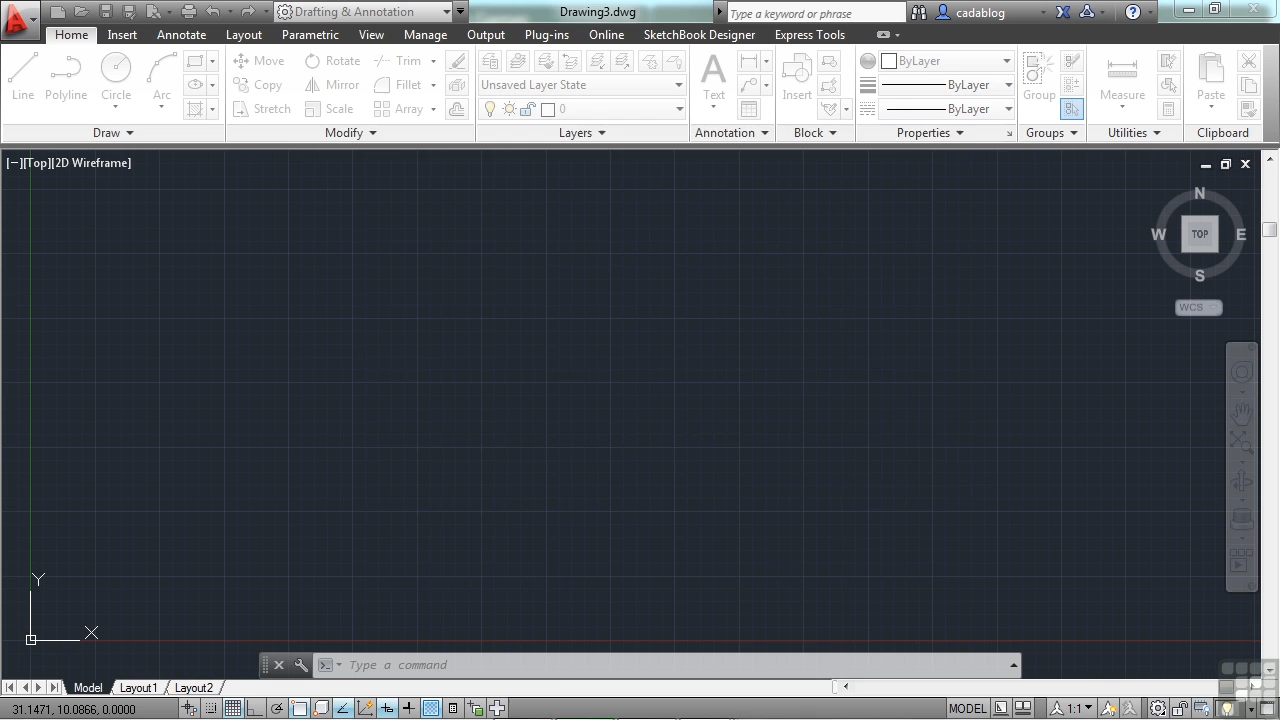 Drafting & Annotation Drawing3.dwg Type a keyword or phrase cadablog
Home Insert Annotate Layout Parametric View Manage Output Plug-ins Online SketchBook Designer Express Tools
Line Polyline Circle Arc Move Rotate Trim
Copy Mirror Fillet
Stretch Scale Array
Unsaved Layer State
0
Text Insert
ByLayer
ByLayer
ByLayer
Group Measure Paste
Draw Modify Layers Annotation Block Properties Groups Utilities Clipboard
[−][Top][2D Wireframe]
N
W TOP E
S
WCS
Y
X
Type a command
Model Layout1 Layout2
31.1471, 10.0866, 0.0000 MODEL 1:1